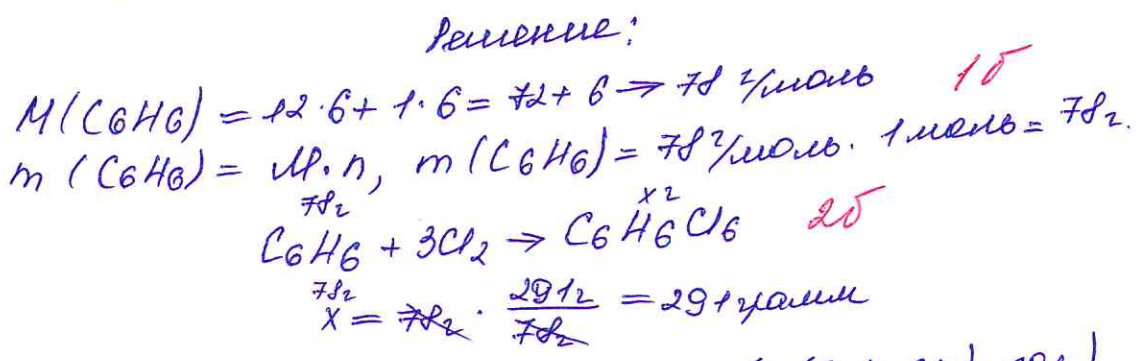 Решение:
M(C6H6) = 12·6 + 1·6 = 72 + 6 → 78 г/моль 1б
m (C6H6) = M·n, m (C6H6) = 78 г/моль · 1 моль = 78 г.
78г x г
C6H6 + 3Cl2 → C6H6Cl6 2б
78г
x = 78г · 291г / 78г = 291 грамм